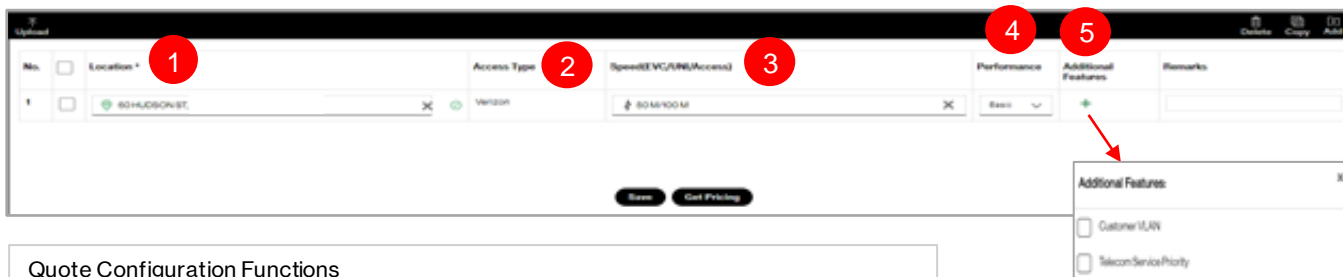 Upload
Delete Copy Add
1 2 3 4 5
No. Location * Access Type Speed(EVC/UNI/Access) Performance Additional Features Remarks
1 60 HUDSON ST, Verizon 50 M/100 M Basic
Save Get Pricing
Additional Features: X
Customer VLAN
Telecom Service Priority
Quote Configuration Functions